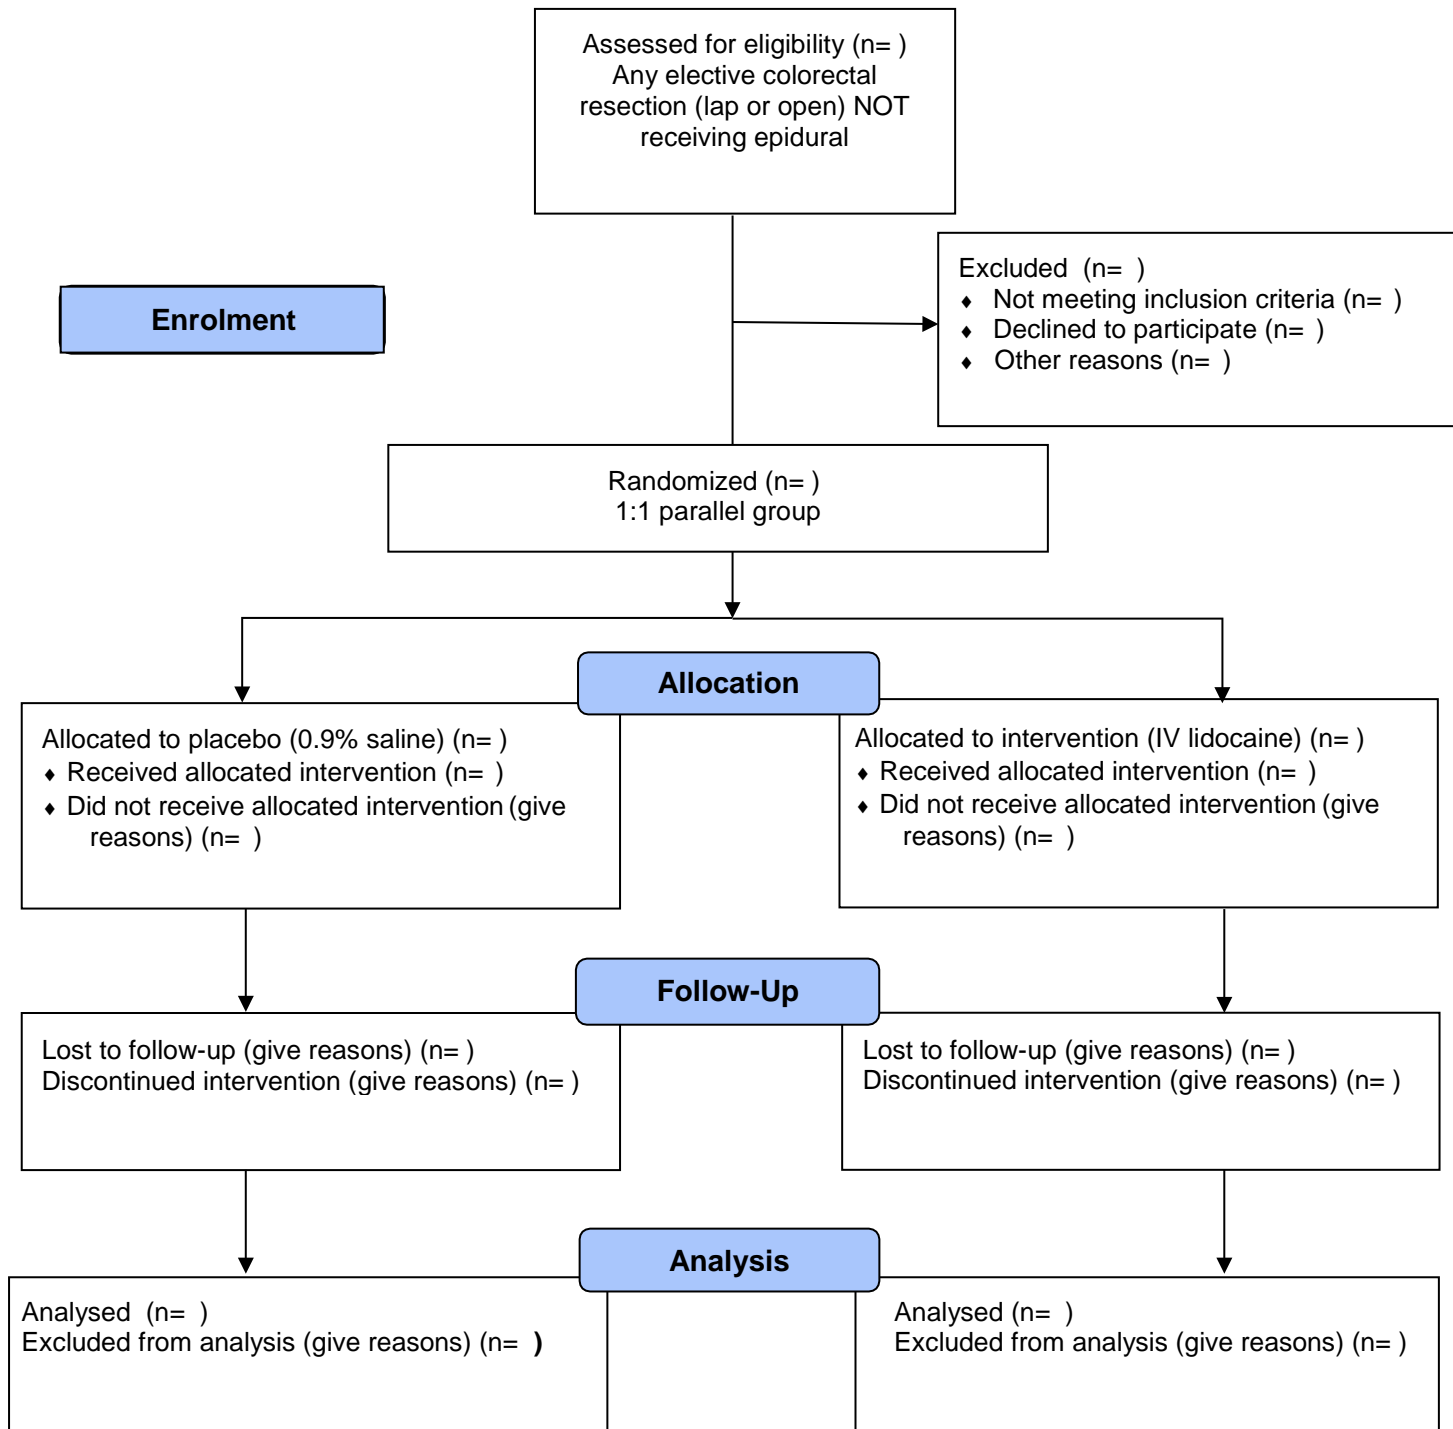 Assessed for eligibility (n= )
Any elective colorectal
resection (lap or open) NOT
receiving epidural
Enrolment
Excluded (n= )
♦ Not meeting inclusion criteria (n= )
♦ Declined to participate (n= )
♦ Other reasons (n= )
Randomized (n= )
1:1 parallel group
Allocation
Allocated to placebo (0.9% saline) (n= )
♦ Received allocated intervention (n= )
♦ Did not receive allocated intervention (give
reasons) (n= )
Allocated to intervention (IV lidocaine) (n= )
♦ Received allocated intervention (n= )
♦ Did not receive allocated intervention (give
reasons) (n= )
Follow-Up
Lost to follow-up (give reasons) (n= )
Discontinued intervention (give reasons) (n= )
Lost to follow-up (give reasons) (n= )
Discontinued intervention (give reasons) (n= )
Analysis
Analysed (n= )
Excluded from analysis (give reasons) (n= )
Analysed (n= )
Excluded from analysis (give reasons) (n= )